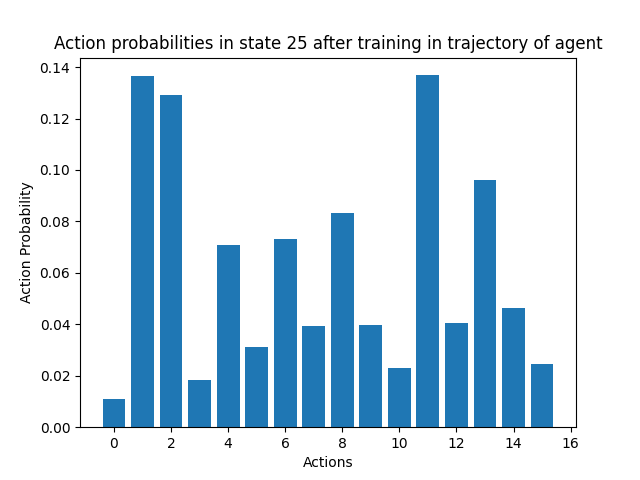 Action probabilities in state 25 after training in trajectory of agent
0.14
0.12
0.10
0.08
0.06
0.04
0.02
0.00
Action Probability
0 2 4 6 8 10 12 14 16
Actions